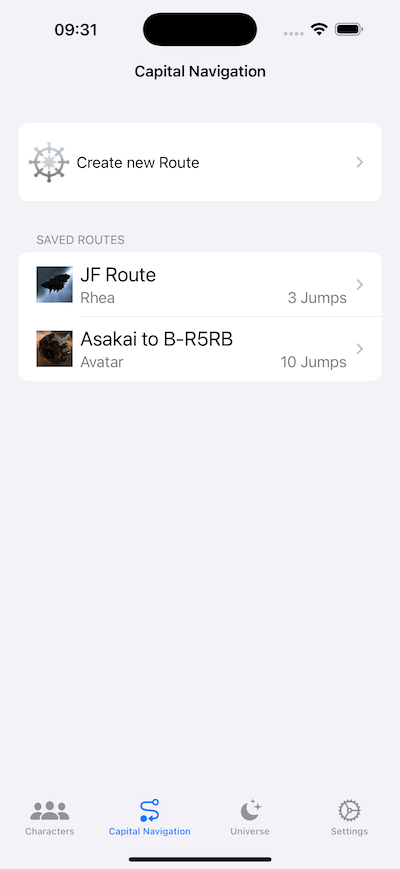 09:31
Capital Navigation
Create new Route
SAVED ROUTES
JF Route
Rhea
3 Jumps
Asakai to B-R5RB
Avatar
10 Jumps
Characters
Capital Navigation
Universe
Settings